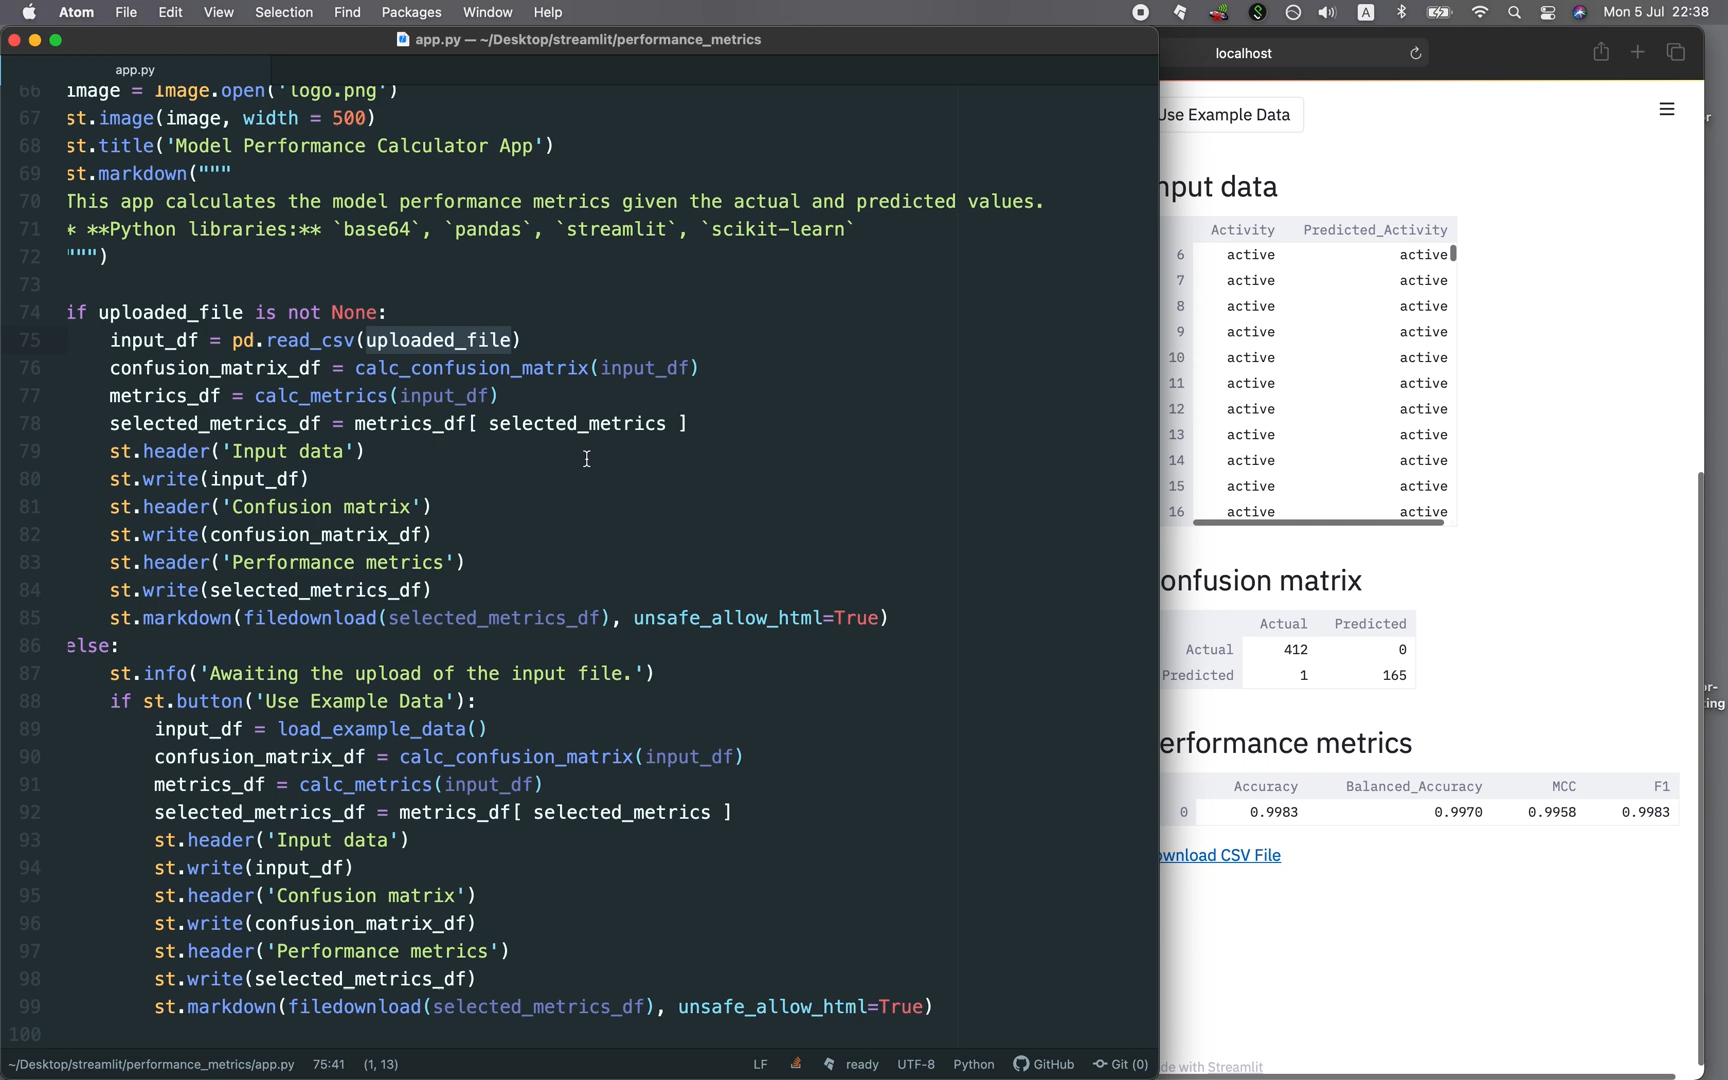 Atom File Edit View Selection Find Packages Window Help
A Mon 5 Jul 22:38
app.py — ~/Desktop/streamlit/performance_metrics
app.py
66 image = Image.open('logo.png')
67 st.image(image, width = 500)
68 st.title('Model Performance Calculator App')
69 st.markdown("""
70 This app calculates the model performance metrics given the actual and predicted values.
71 * **Python libraries:** `base64`, `pandas`, `streamlit`, `scikit-learn`
72 """)
73
74 if uploaded_file is not None:
75 input_df = pd.read_csv(uploaded_file)
76 confusion_matrix_df = calc_confusion_matrix(input_df)
77 metrics_df = calc_metrics(input_df)
78 selected_metrics_df = metrics_df[ selected_metrics ]
79 st.header('Input data')
80 st.write(input_df)
81 st.header('Confusion matrix')
82 st.write(confusion_matrix_df)
83 st.header('Performance metrics')
84 st.write(selected_metrics_df)
85 st.markdown(filedownload(selected_metrics_df), unsafe_allow_html=True)
86 else:
87 st.info('Awaiting the upload of the input file.')
88 if st.button('Use Example Data'):
89 input_df = load_example_data()
90 confusion_matrix_df = calc_confusion_matrix(input_df)
91 metrics_df = calc_metrics(input_df)
92 selected_metrics_df = metrics_df[ selected_metrics ]
93 st.header('Input data')
94 st.write(input_df)
95 st.header('Confusion matrix')
96 st.write(confusion_matrix_df)
97 st.header('Performance metrics')
98 st.write(selected_metrics_df)
99 st.markdown(filedownload(selected_metrics_df), unsafe_allow_html=True)
100
~/Desktop/streamlit/performance_metrics/app.py 75:41 (1, 13) LF ready UTF-8 Python GitHub Git (0)
localhost
Use Example Data
nput data
Activity Predicted_Activity
6 active active
7 active active
8 active active
9 active active
10 active active
11 active active
12 active active
13 active active
14 active active
15 active active
16 active active
onfusion matrix
Actual Predicted
Actual 412 0
Predicted 1 165
erformance metrics
Accuracy Balanced_Accuracy MCC F1
0 0.9983 0.9970 0.9958 0.9983
ownload CSV File
de with Streamlit
r
or-
ing